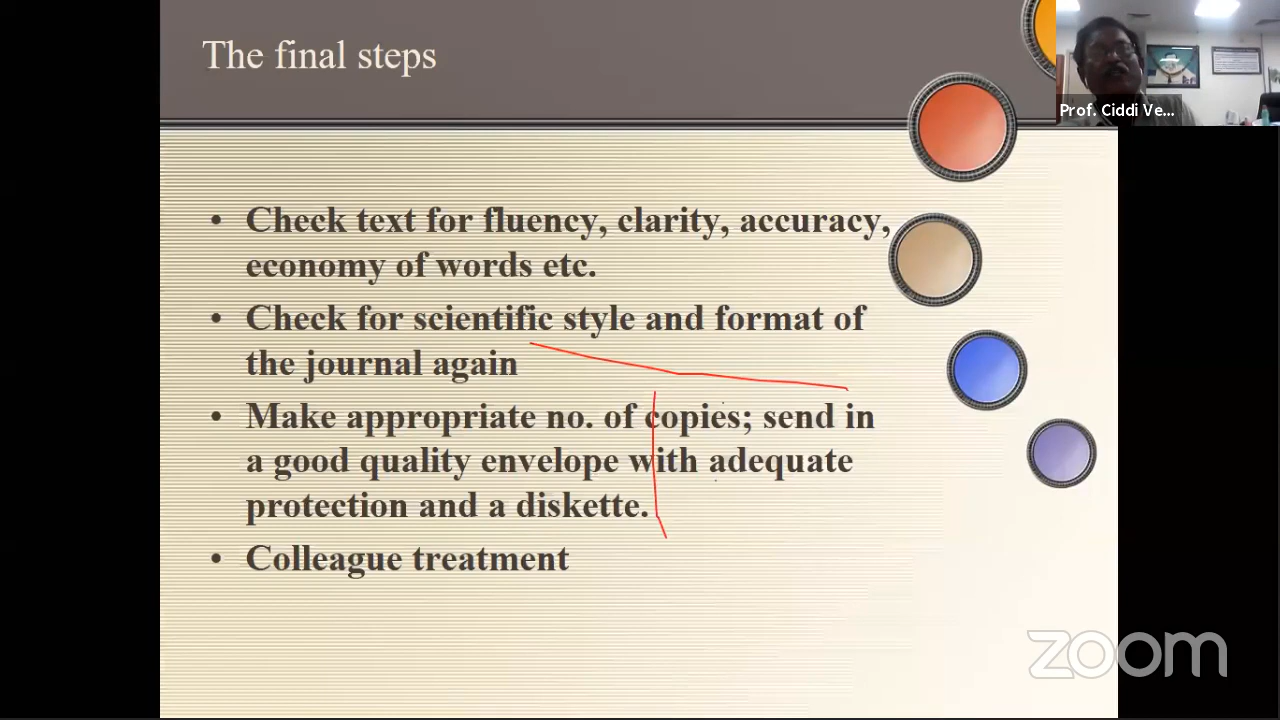 The final steps
Prof. Ciddi Ve...
• Check text for fluency, clarity, accuracy,
economy of words etc.
• Check for scientific style and format of
the journal again
• Make appropriate no. of copies; send in
a good quality envelope with adequate
protection and a diskette.
• Colleague treatment
zoom